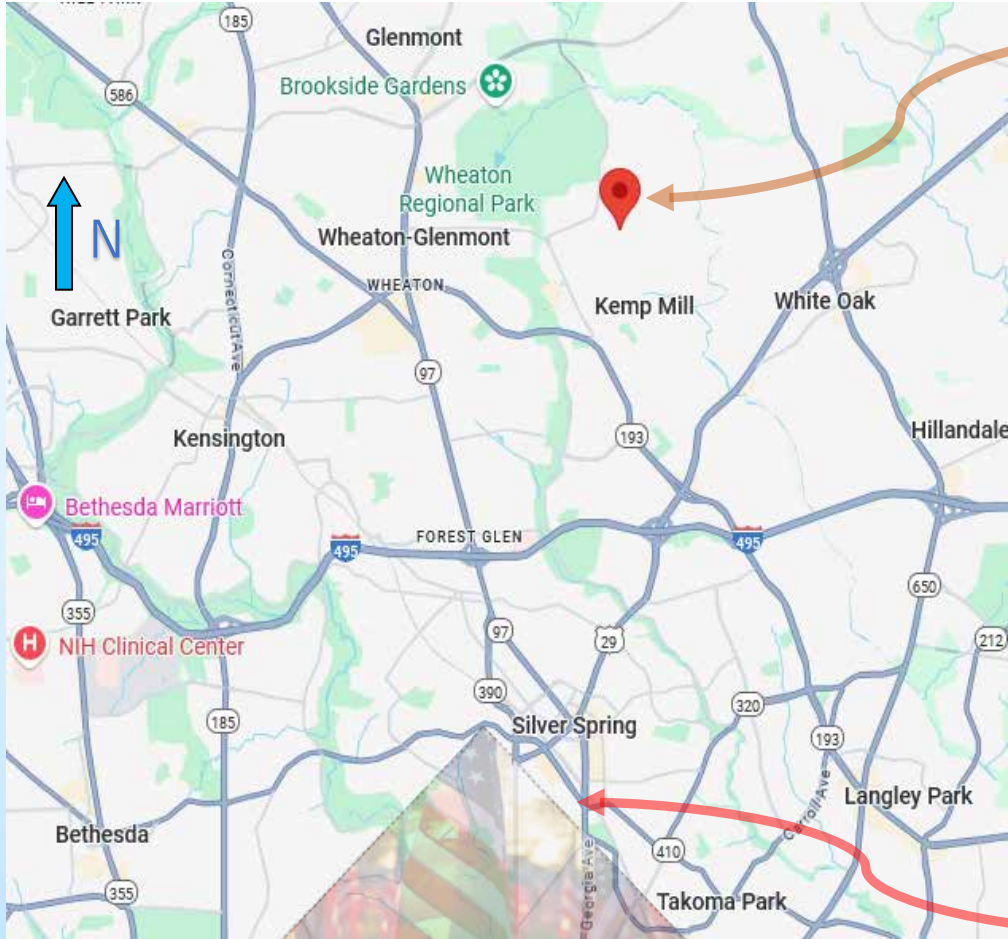 185
Glenmont
Brookside Gardens
586
Wheaton
Regional Park
N
Wheaton-Glenmont
Connecticut Ave
WHEATON
Garrett Park
Kemp Mill
White Oak
97
Kensington
193
Hillandale
Bethesda Marriott
495
FOREST GLEN
495
495
355
650
H
NIH Clinical Center
97
29
212
390
320
185
Silver Spring
193
Langley Park
Bethesda
Carroll Ave
410
Georgia Ave
355
Takoma Park